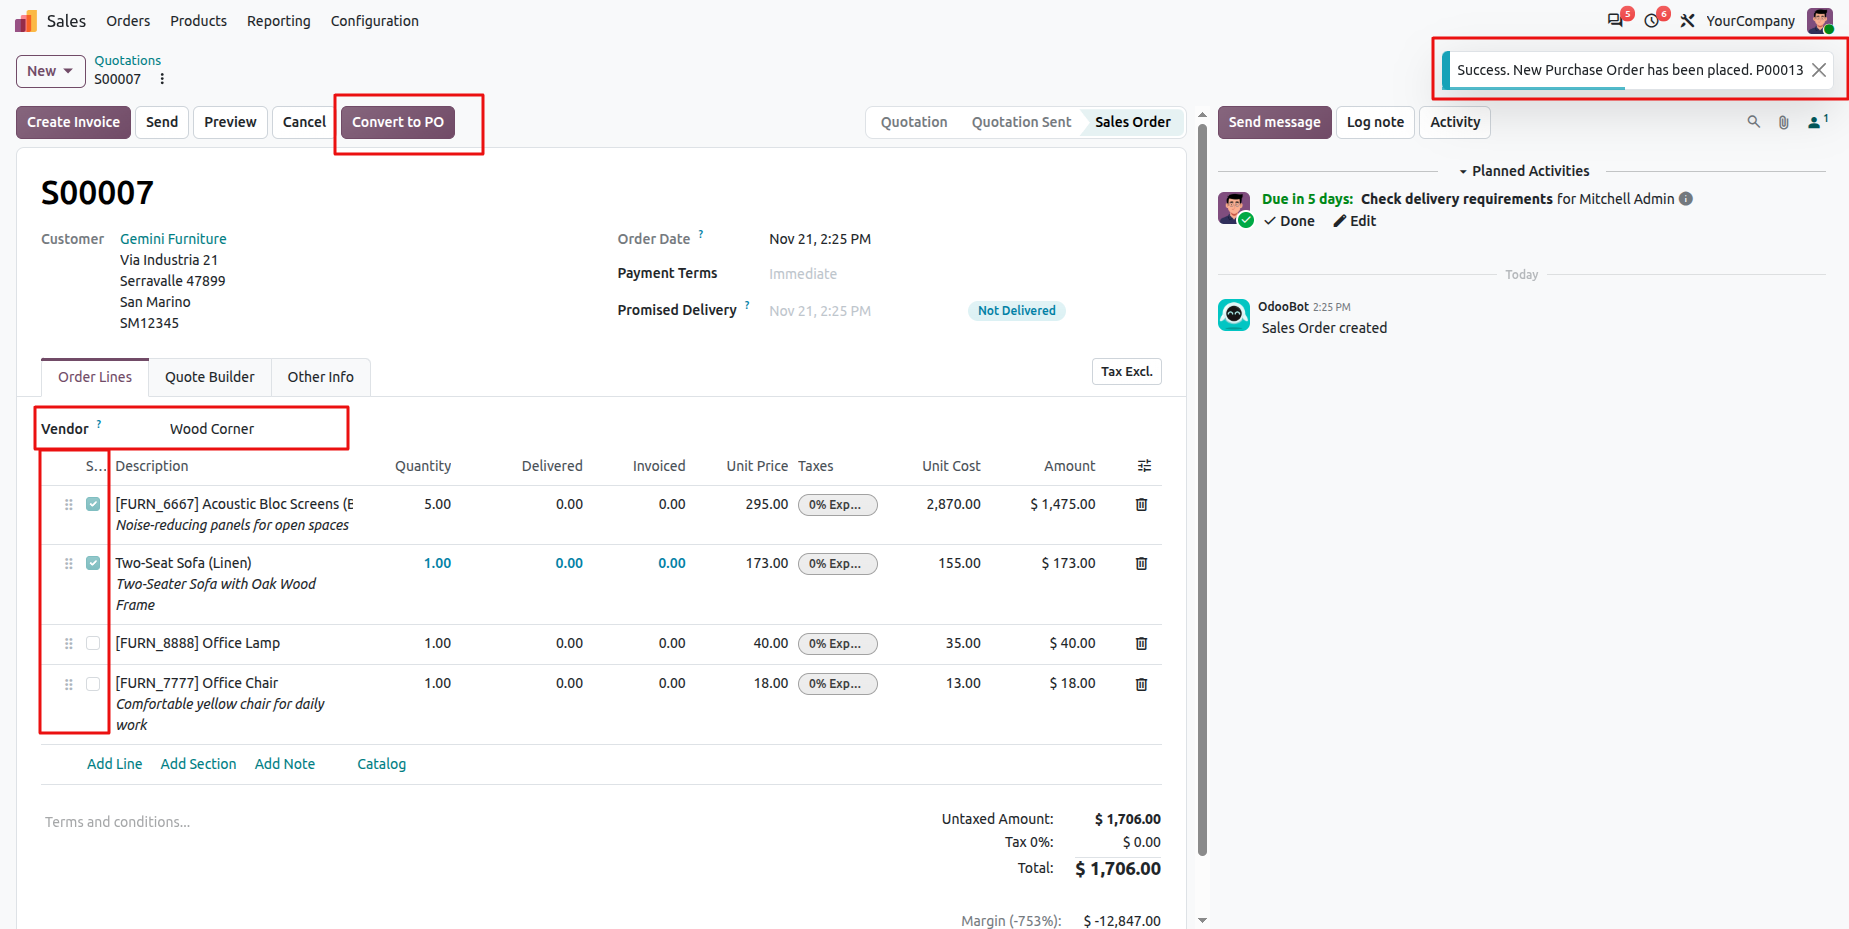 Sales Orders Products Reporting Configuration 5 6 YourCompany
New Quotations
S00007
Success. New Purchase Order has been placed. P00013
Create Invoice Send Preview Cancel Convert to PO Quotation Quotation Sent Sales Order
Send message Log note Activity 1
Planned Activities
Due in 5 days: Check delivery requirements for Mitchell Admin
Done Edit
Today
OdooBot 2:25 PM
Sales Order created
S00007
Customer Gemini Furniture
Via Industria 21
Serravalle 47899
San Marino
SM12345
Order Date ? Nov 21, 2:25 PM
Payment Terms Immediate
Promised Delivery ? Nov 21, 2:25 PM Not Delivered
Order Lines Quote Builder Other Info Tax Excl.
Vendor ? Wood Corner
S... Description Quantity Delivered Invoiced Unit Price Taxes Unit Cost Amount
[FURN_6667] Acoustic Bloc Screens (B 5.00 0.00 0.00 295.00 0% Exp... 2,870.00 $ 1,475.00
Noise-reducing panels for open spaces
Two-Seat Sofa (Linen) 1.00 0.00 0.00 173.00 0% Exp... 155.00 $ 173.00
Two-Seater Sofa with Oak Wood
Frame
[FURN_8888] Office Lamp 1.00 0.00 0.00 40.00 0% Exp... 35.00 $ 40.00
[FURN_7777] Office Chair 1.00 0.00 0.00 18.00 0% Exp... 13.00 $ 18.00
Comfortable yellow chair for daily
work
Add Line Add Section Add Note Catalog
Terms and conditions...
Untaxed Amount: $ 1,706.00
Tax 0%: $ 0.00
Total: $ 1,706.00
Margin (-753%): $ -12,847.00